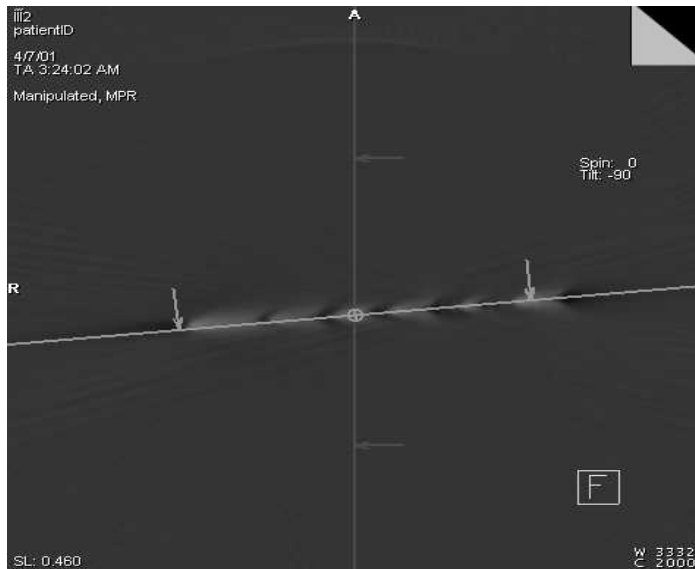 ÏÏÏ2
A
patientID
4/7/01
TA 3:24:02 AM
Manipulated, MPR
Spin: 0
Tilt: -90
R
F
SL: 0.460
W 3332
C 2000